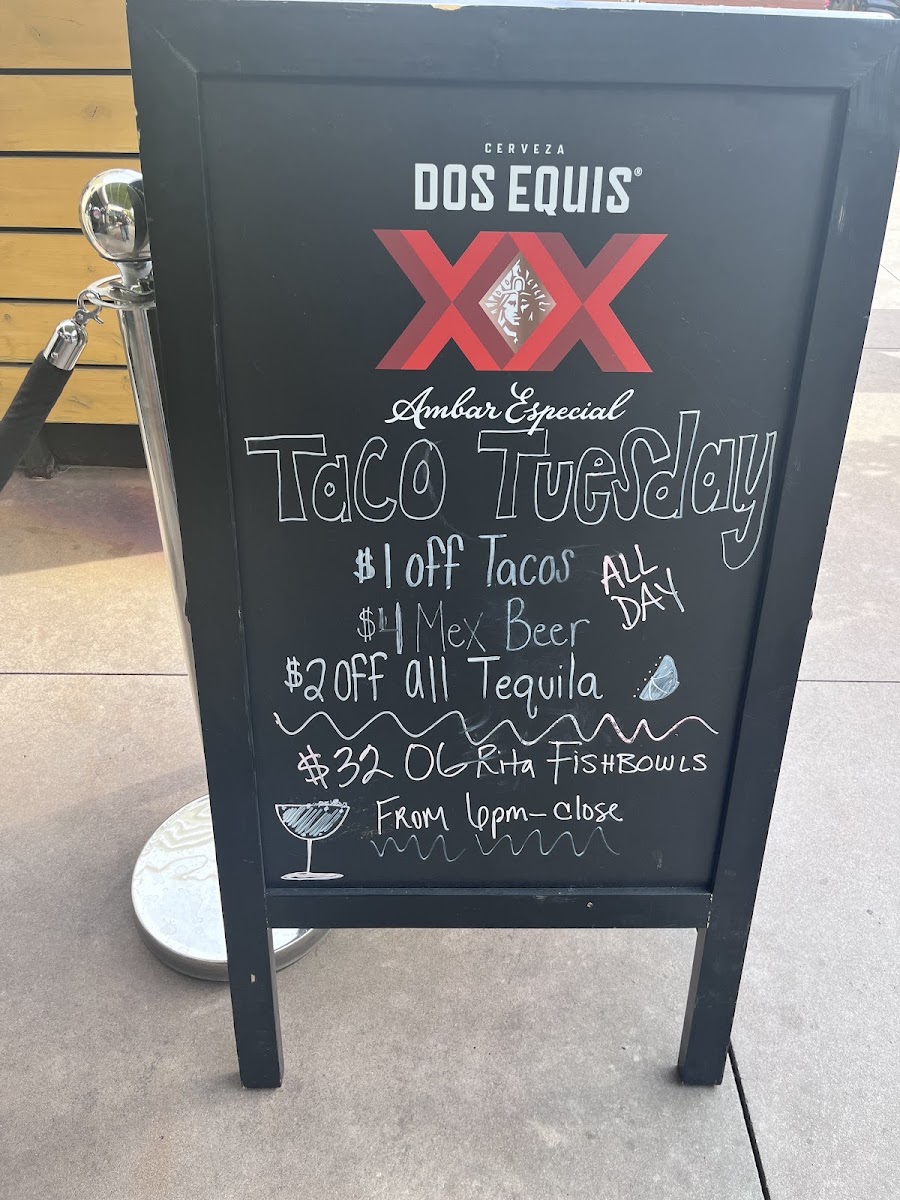 CERVEZA
DOS EQUIS®
XX
Ambar Especial
Taco Tuesday
$1 off Tacos
ALL DAY
$4 Mex Beer
$2 off all Tequila
$32 OG Rita FISHBOWLS
FROM 6pm-close